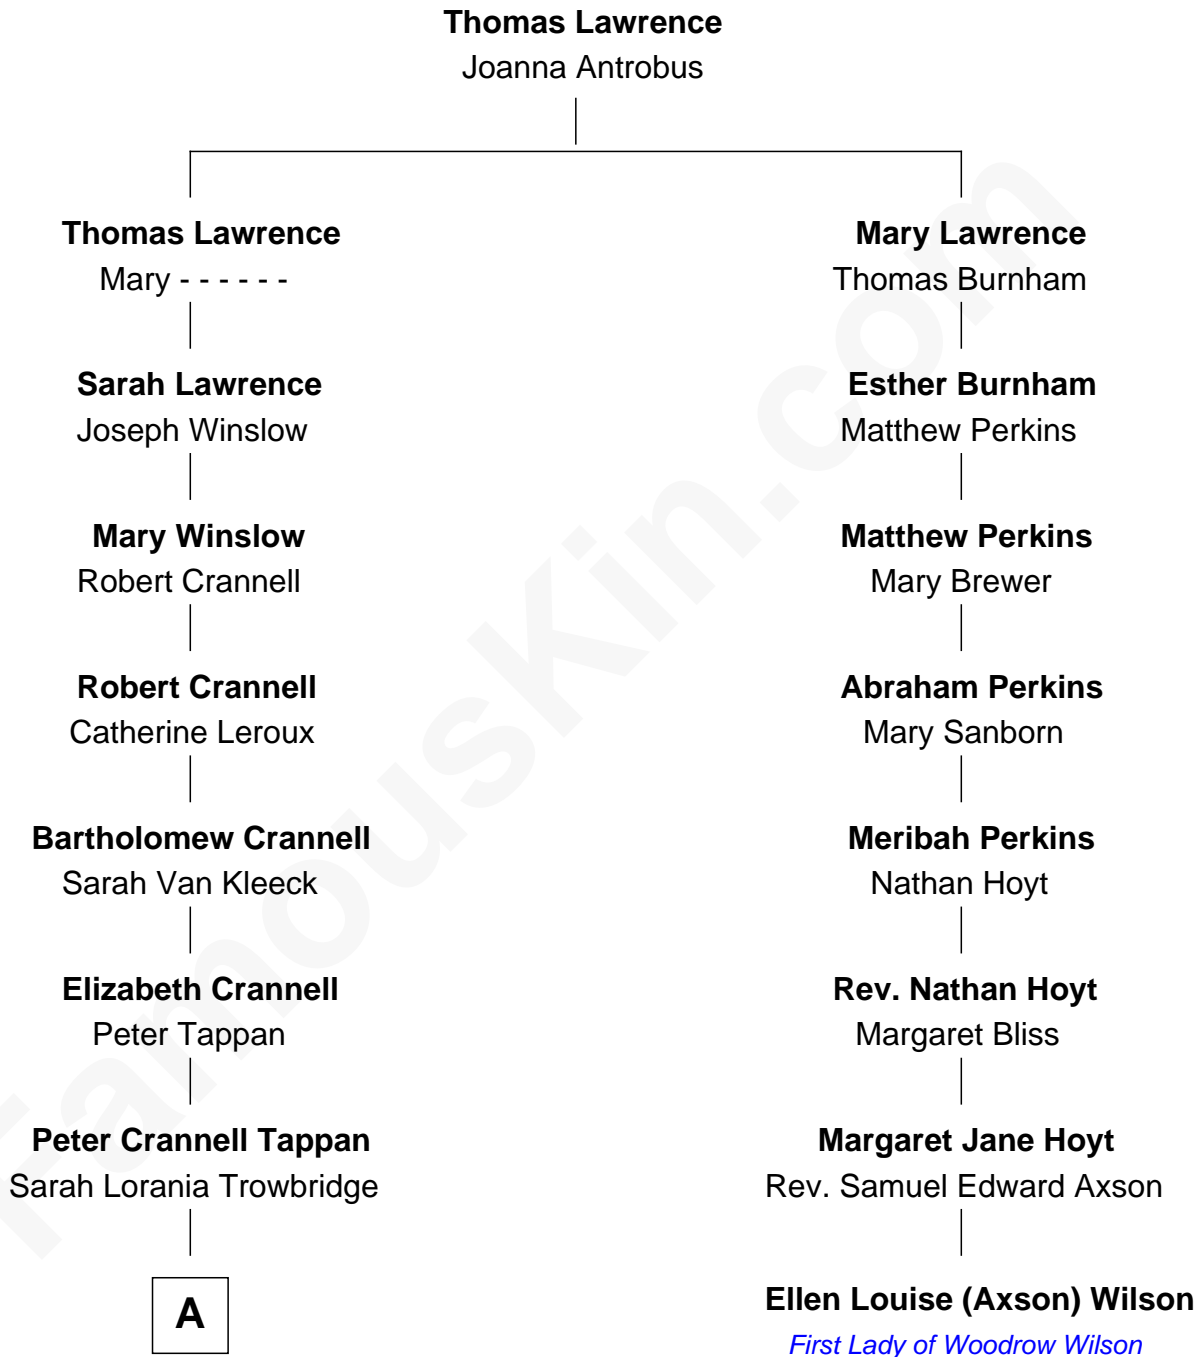 Thomas Lawrence
Joanna Antrobus
Thomas Lawrence
Mary - - - - - -
Sarah Lawrence
Joseph Winslow
Mary Winslow
Robert Crannell
Robert Crannell
Catherine Leroux
Bartholomew Crannell
Sarah Van Kleeck
Elizabeth Crannell
Peter Tappan
Peter Crannell Tappan
Sarah Lorania Trowbridge
A
Mary Lawrence
Thomas Burnham
Esther Burnham
Matthew Perkins
Matthew Perkins
Mary Brewer
Abraham Perkins
Mary Sanborn
Meribah Perkins
Nathan Hoyt
Rev. Nathan Hoyt
Margaret Bliss
Margaret Jane Hoyt
Rev. Samuel Edward Axson
Ellen Louise (Axson) Wilson
First Lady of Woodrow Wilson
FamousKin.com